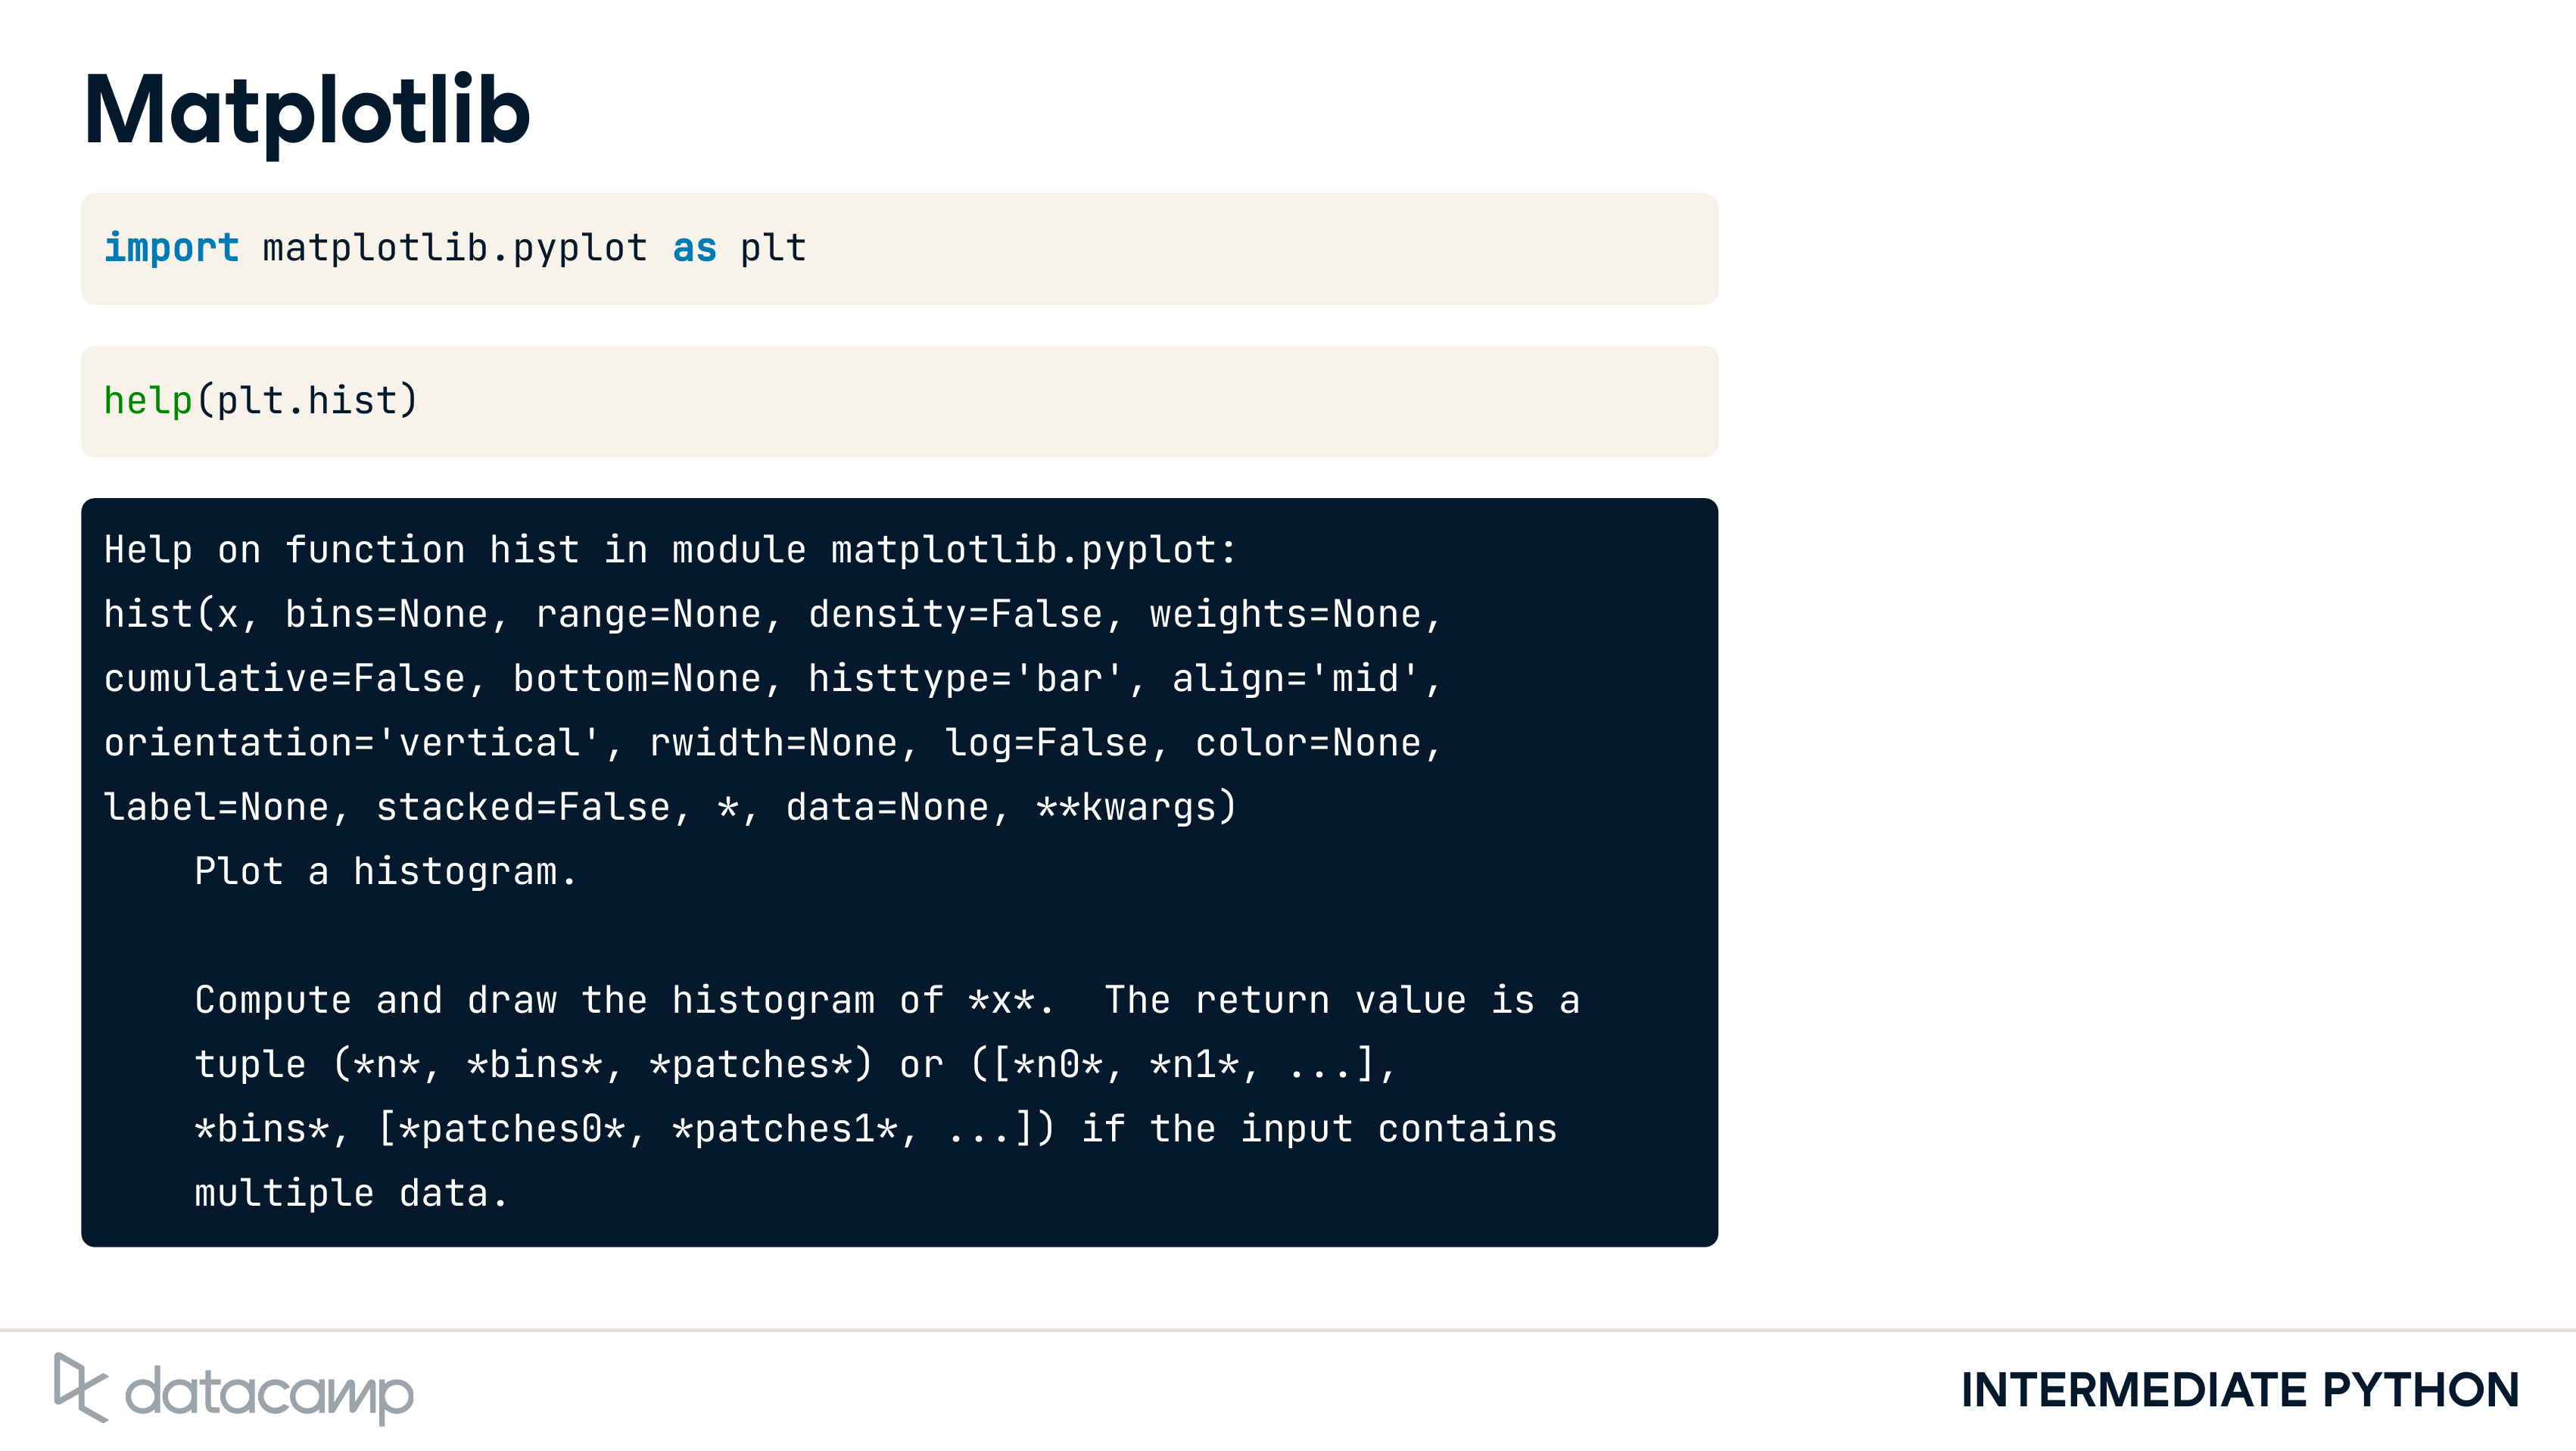 Matplotlib
import matplotlib.pyplot as plt
help(plt.hist)
Help on function hist in module matplotlib.pyplot:
hist(x, bins=None, range=None, density=False, weights=None,
cumulative=False, bottom=None, histtype='bar', align='mid',
orientation='vertical', rwidth=None, log=False, color=None,
label=None, stacked=False, *, data=None, **kwargs)
    Plot a histogram.

    Compute and draw the histogram of *x*.  The return value is a
    tuple (*n*, *bins*, *patches*) or ([*n0*, *n1*, ...],
    *bins*, [*patches0*, *patches1*, ...]) if the input contains
    multiple data.
datacamp
INTERMEDIATE PYTHON